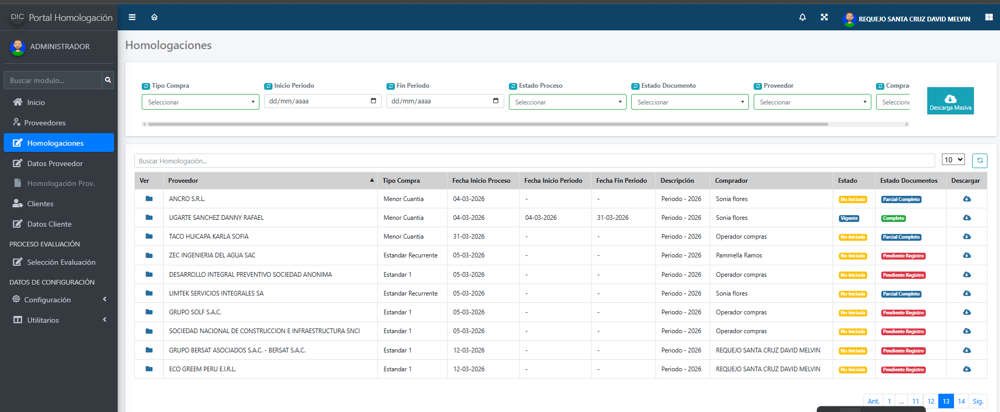 DIC Portal Homologación
REQUEJO SANTA CRUZ DAVID MELVIN
ADMINISTRADOR
Buscar modulo...
Inicio
Proveedores
Homologaciones
Datos Proveedor
Homologación Prov.
Clientes
Datos Cliente
PROCESO EVALUACIÓN
Selección Evaluación
DATOS DE CONFIGURACIÓN
Configuración
Utilitarios
Homologaciones
Tipo Compra Inicio Periodo Fin Periodo Estado Proceso Estado Documento Proveedor Compra
Seleccionar dd/mm/aaaa dd/mm/aaaa Seleccionar Seleccionar Seleccionar Selecciona
Descarga Masiva
Buscar Homologación... 10
Ver Proveedor Tipo Compra Fecha Inicio Proceso Fecha Inicio Periodo Fecha Fin Periodo Descripción Comprador Estado Estado Documentos Descargar
ANCRO S.R.L. Menor Cuantia 04-03-2026 - - Periodo - 2026 Sonia flores No Iniciada Parcial Completo
UGARTE SANCHEZ DANNY RAFAEL Menor Cuantia 04-03-2026 04-03-2026 31-03-2026 Periodo - 2026 Sonia flores Vigente Completo
TACO HUICAPA KARLA SOFIA Menor Cuantia 31-03-2026 - - Periodo - 2026 Operador compras No Iniciada Parcial Completo
ZEC INGENIERIA DEL AGUA SAC Estandar Recurrente 05-03-2026 - - Periodo - 2026 Pammella Ramos No Iniciada Pendiente Registro
DESARROLLO INTEGRAL PREVENTIVO SOCIEDAD ANONIMA Estandar 1 05-03-2026 - - Periodo - 2026 Operador compras No Iniciada Pendiente Registro
LIMTEK SERVICIOS INTEGRALES SA Estandar Recurrente 05-03-2026 - - Periodo - 2026 Sonia flores No Iniciada Parcial Completo
GRUPO SOLF S.A.C. Estandar 1 05-03-2026 - - Periodo - 2026 Operador compras No Iniciada Pendiente Registro
SOCIEDAD NACIONAL DE CONSTRUCCION E INFRAESTRUCTURA SNCI Estandar 1 05-03-2026 - - Periodo - 2026 Operador compras No Iniciada Pendiente Registro
GRUPO BERSAT ASOCIADOS S.A.C. - BERSAT S.A.C. Estandar 1 12-03-2026 - - Periodo - 2026 REQUEJO SANTA CRUZ DAVID MELVIN No Iniciada Pendiente Registro
ECO GREEM PERU E.I.R.L. Estandar 1 12-03-2026 - - Periodo - 2026 REQUEJO SANTA CRUZ DAVID MELVIN No Iniciada Pendiente Registro
Ant. 1 ... 11 12 13 14 Sig.